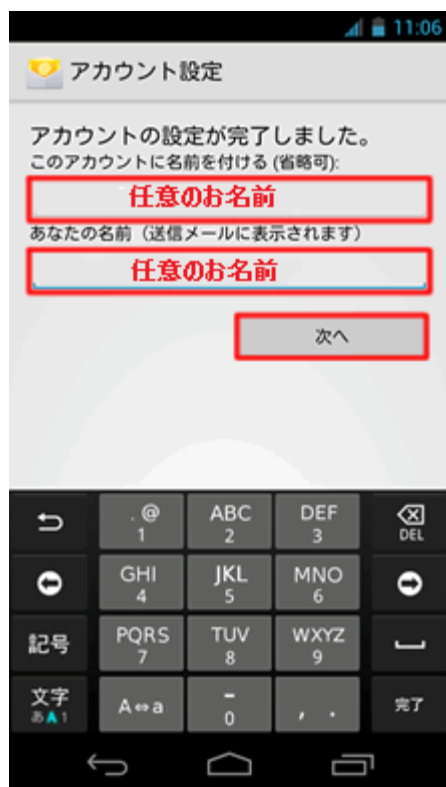 11:06
アカウント設定
アカウントの設定が完了しました。
このアカウントに名前を付ける (省略可):
任意のお名前
あなたの名前（送信メールに表示されます）
任意のお名前
次へ
. @ ABC DEF DEL
1 2 3
GHI JKL MNO
4 5 6
記号 PQRS TUV WXYZ
7 8 9
文字 A⇔a - , . 完了
あA1 0